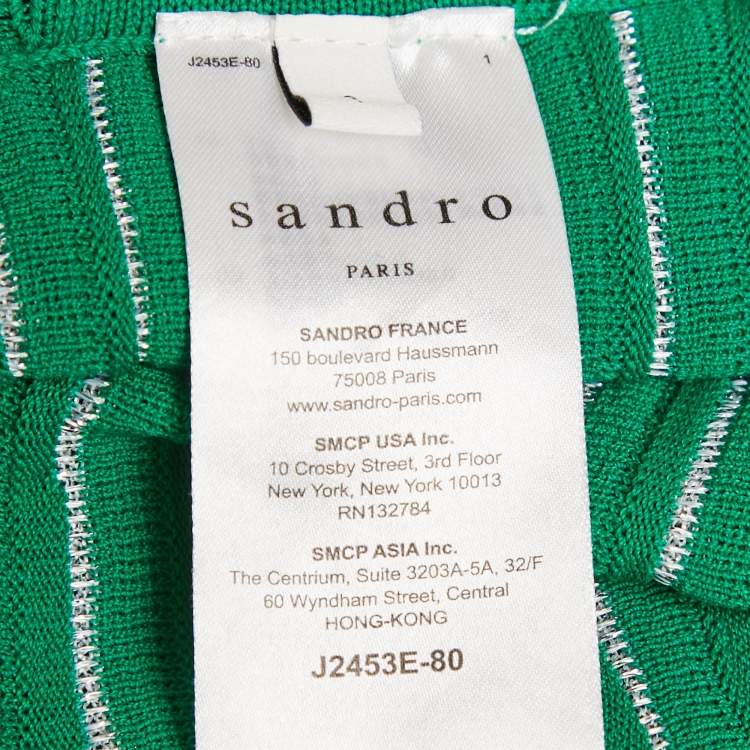 J2453E-80 1
sandro
PARIS
SANDRO FRANCE
150 boulevard Haussmann
75008 Paris
www.sandro-paris.com
SMCP USA Inc.
10 Crosby Street, 3rd Floor
New York, New York 10013
RN132784
SMCP ASIA Inc.
The Centrium, Suite 3203A-5A, 32/F
60 Wyndham Street, Central
HONG-KONG
J2453E-80